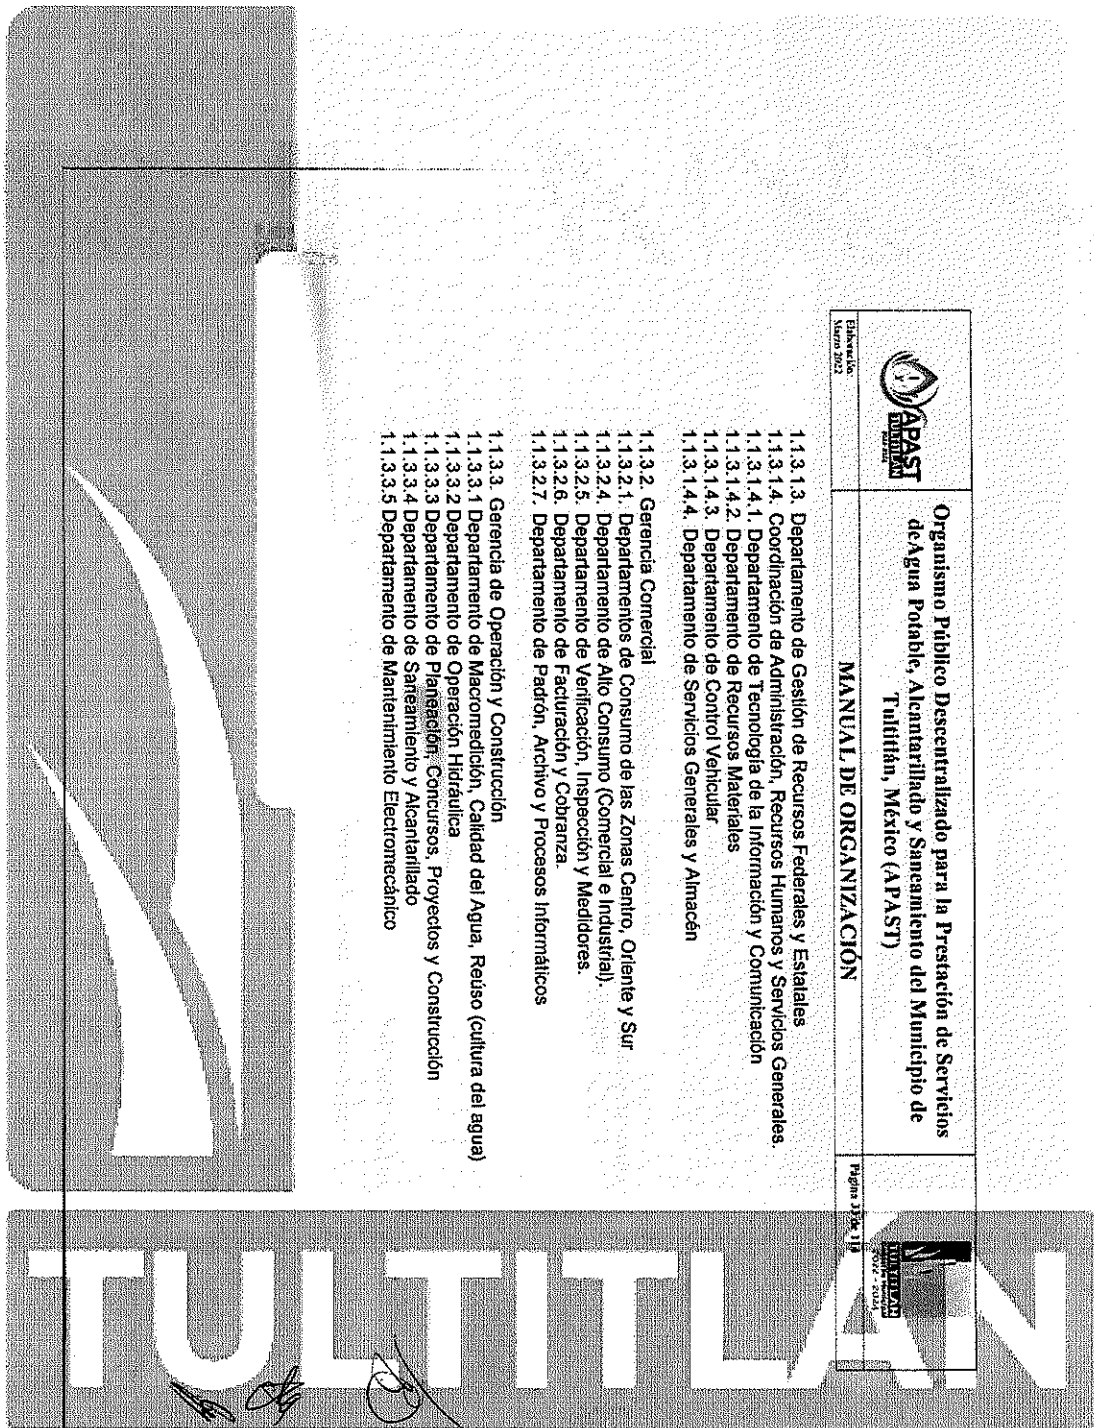 APAST
TULTITLÁN
Organismo Público Descentralizado para la Prestación de Servicios
deAgua Potable, Alcantarillado y Saneamiento del Municipio de
Tultitlán, México (APAST)
TULTITLÁN
2022 - 2024
Elaboración:
Marzo 2022
MANUAL DE ORGANIZACIÓN
Página 33 de 114
1.1.3.1.3. Departamento de Gestión de Recursos Federales y Estatales
1.1.3.1.4. Coordinación de Administración, Recursos Humanos y Servicios Generales.
1.1.3.1.4.1. Departamento de Tecnología de la Información y Comunicación
1.1.3.1.4.2. Departamento de Recursos Materiales
1.1.3.1.4.3. Departamento de Control Vehicular
1.1.3.1.4.4. Departamento de Servicios Generales y Almacén
1.1.3.2. Gerencia Comercial
1.1.3.2.1. Departamentos de Consumo de las Zonas Centro, Oriente y Sur
1.1.3.2.4. Departamento de Alto Consumo (Comercial e Industrial).
1.1.3.2.5. Departamento de Verificación, Inspección y Medidores.
1.1.3.2.6. Departamento de Facturación y Cobranza.
1.1.3.2.7. Departamento de Padrón, Archivo y Procesos Informáticos
1.1.3.3. Gerencia de Operación y Construcción
1.1.3.3.1 Departamento de Macromedición, Calidad del Agua, Reúso (cultura del agua)
1.1.3.3.2 Departamento de Operación Hidráulica
1.1.3.3.3 Departamento de Planeación, Concursos, Proyectos y Construcción
1.1.3.3.4 Departamento de Saneamiento y Alcantarillado
1.1.3.3.5 Departamento de Mantenimiento Electromecánico
TULTITLÁN